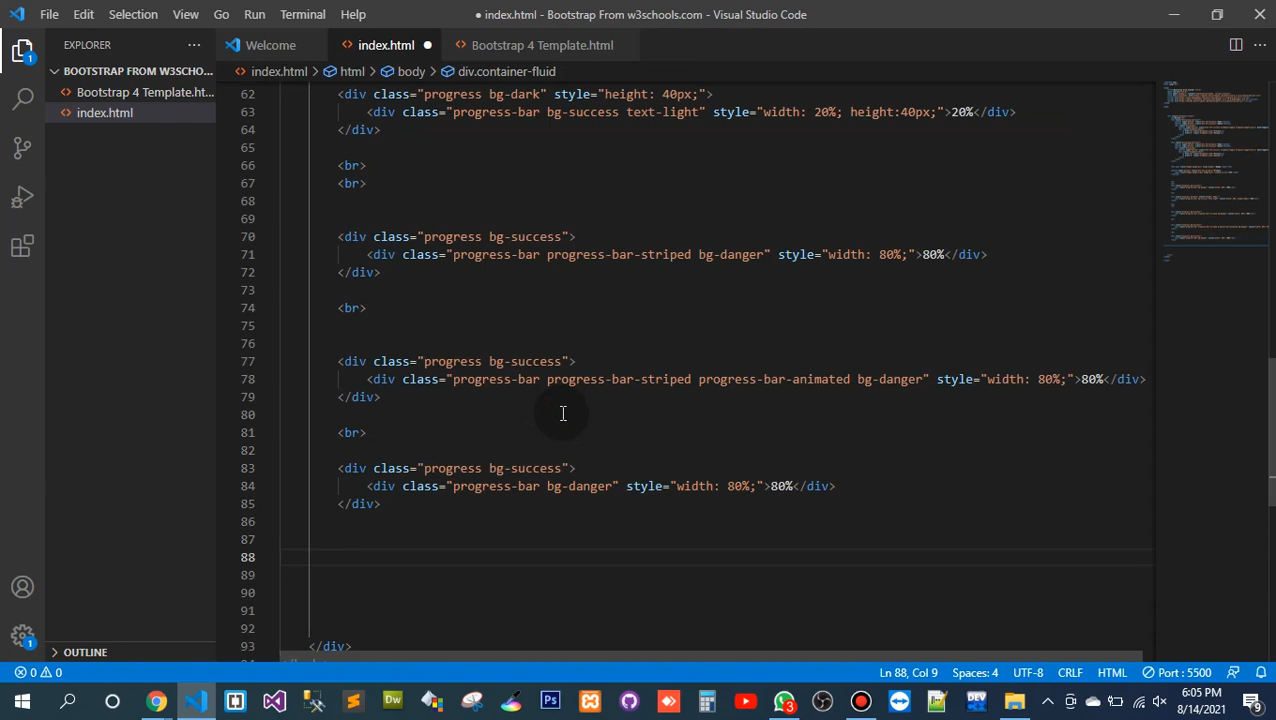 File Edit Selection View Go Run Terminal Help
● index.html - Bootstrap From w3schools.com - Visual Studio Code
EXPLORER
Welcome
index.html
Bootstrap 4 Template.html
BOOTSTRAP FROM W3SCHO...
Bootstrap 4 Template.ht...
index.html
index.html > html > body > div.container-fluid
62 <div class="progress bg-dark" style="height: 40px;">
63 <div class="progress-bar bg-success text-light" style="width: 20%; height:40px;">20%</div>
64 </div>
65
66 <br>
67 <br>
68
69
70 <div class="progress bg-success">
71 <div class="progress-bar progress-bar-striped bg-danger" style="width: 80%;">80%</div>
72 </div>
73
74 <br>
75
76
77 <div class="progress bg-success">
78 <div class="progress-bar progress-bar-striped progress-bar-animated bg-danger" style="width: 80%;">80%</div>
79 </div>
80
81 <br>
82
83 <div class="progress bg-success">
84 <div class="progress-bar bg-danger" style="width: 80%;">80%</div>
85 </div>
86
87
88
89
90
91
92
93 </div>
OUTLINE
0 0
Ln 88, Col 9 Spaces: 4 UTF-8 CRLF HTML Port : 5500
6:05 PM
8/14/2021